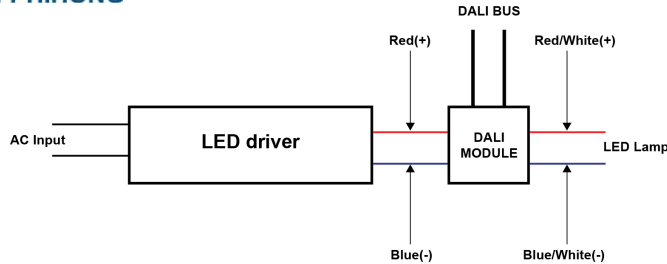 DALI BUS
Red(+)
Red/White(+)
AC Input
LED driver
DALI
MODULE
LED Lamp
Blue(-)
Blue/White(-)